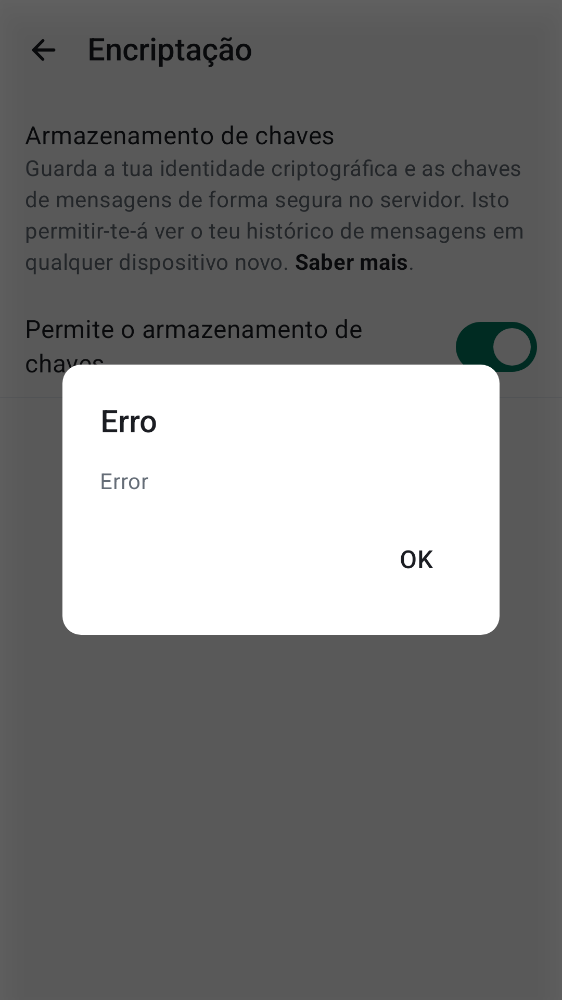 Encriptação
Armazenamento de chaves
Guarda a tua identidade criptográfica e as chaves
de mensagens de forma segura no servidor. Isto
permitir-te-á ver o teu histórico de mensagens em
qualquer dispositivo novo. Saber mais.
Permite o armazenamento de
chaves
Erro
Error
OK